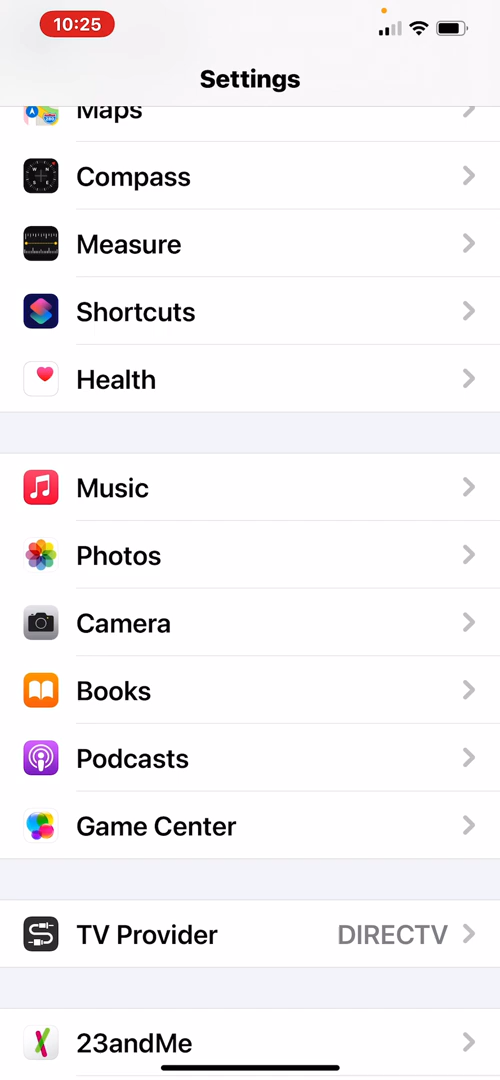 10:25
Settings
Maps
Compass
Measure
Shortcuts
Health
Music
Photos
Camera
Books
Podcasts
Game Center
TV Provider DIRECTV
23andMe